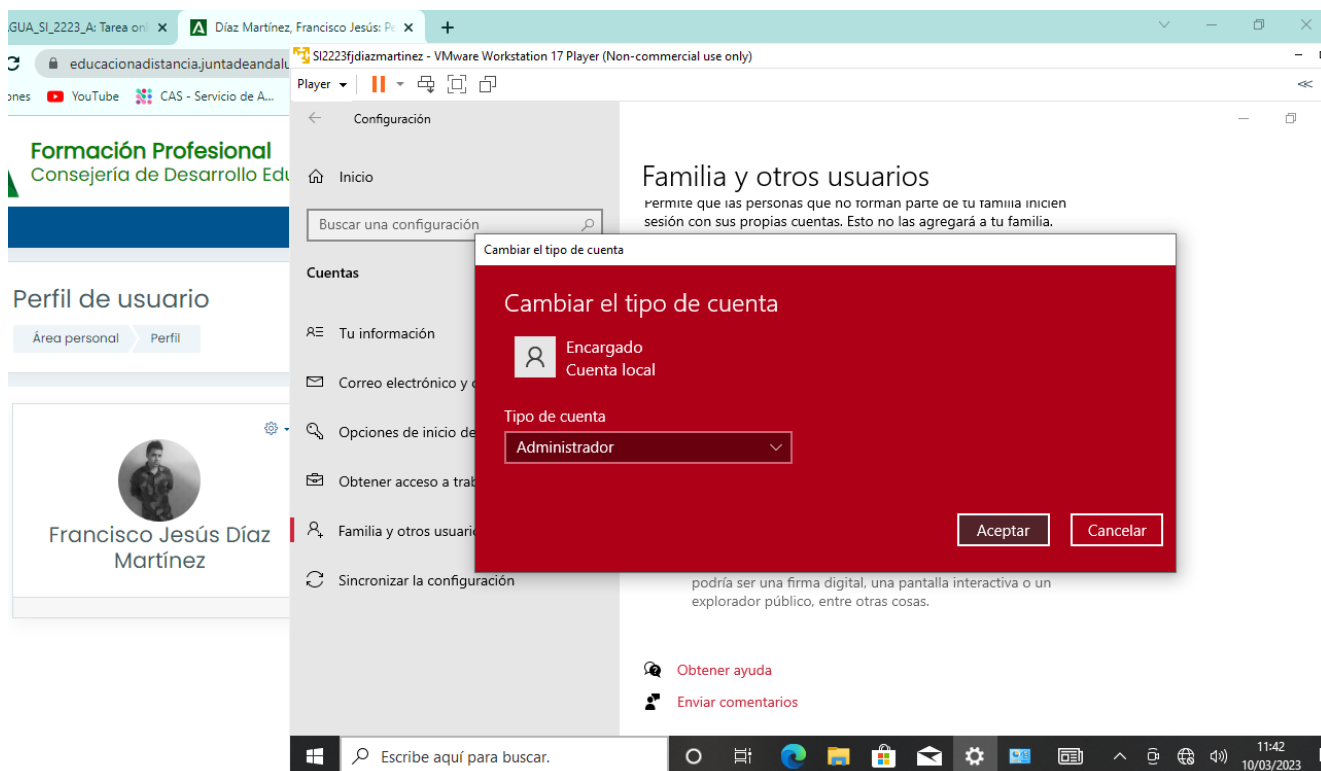 GUA_SI_2223_A: Tarea onl
Díaz Martínez, Francisco Jesús: Pe
educacionadistancia.juntadeandalu
ones YouTube CAS - Servicio de A...
Formación Profesional
Consejería de Desarrollo Edu
Perfil de usuario
Área personal Perfil
Francisco Jesús Díaz
Martínez
SI2223fjdiazmartinez - VMware Workstation 17 Player (Non-commercial use only)
Player
Configuración
Inicio
Buscar una configuración
Cuentas
Tu información
Correo electrónico y c
Opciones de inicio de
Obtener acceso a trab
Familia y otros usuario
Sincronizar la configuración
Familia y otros usuarios
Permite que las personas que no forman parte de tu familia inicien
sesión con sus propias cuentas. Esto no las agregará a tu familia.
Cambiar el tipo de cuenta
Cambiar el tipo de cuenta
Encargado
Cuenta local
Tipo de cuenta
Administrador
Aceptar Cancelar
podría ser una firma digital, una pantalla interactiva o un
explorador público, entre otras cosas.
Obtener ayuda
Enviar comentarios
Escribe aquí para buscar.
11:42
10/03/2023